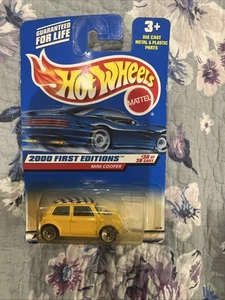 GUARANTEED
FOR LIFE
3+
DIE CAST
METAL & PLASTIC
PARTS
Hot Wheels
MATTEL
2000 FIRST EDITIONS
MINI COOPER